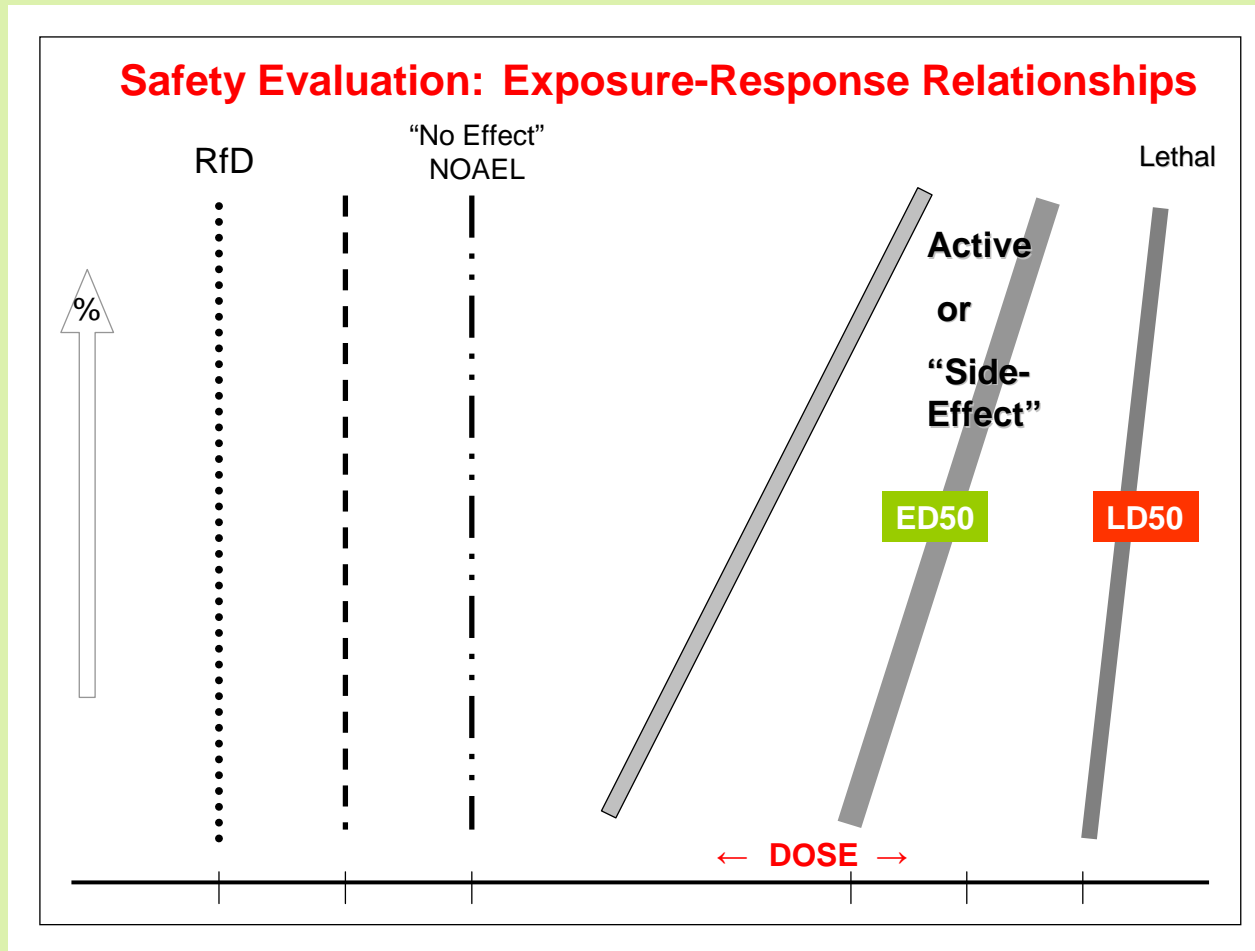 Safety Evaluation: Exposure-Response Relationships
RfD
“No Effect”
NOAEL
Lethal
%
Active
or
“Side-
Effect”
ED50
LD50
← DOSE →